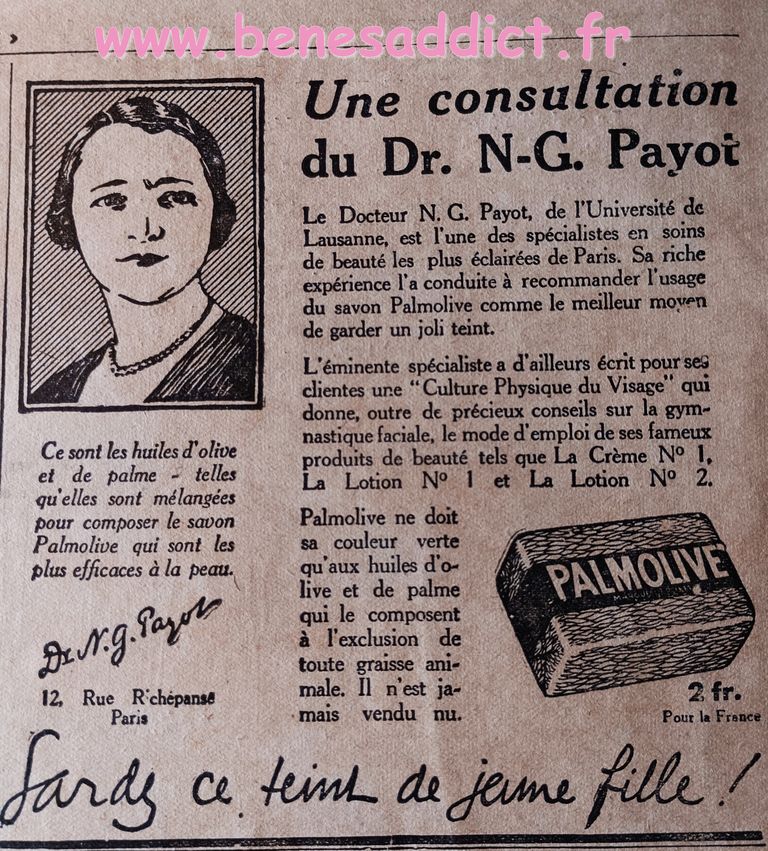 www.benesaddict.fr
Une consultation
du Dr. N-G. Payot
Le Docteur N. G. Payot, de l'Université de
Lausanne, est l'une des spécialistes en soins
de beauté les plus éclairées de Paris. Sa riche
expérience l'a conduite à recommander l'usage
du savon Palmolive comme le meilleur moyen
de garder un joli teint.
L'éminente spécialiste a d'ailleurs écrit pour ses
clientes une "Culture Physique du Visage" qui
donne, outre de précieux conseils sur la gym-
nastique faciale, le mode d'emploi de ses fameux
produits de beauté tels que La Crème Nº 1,
La Lotion Nº 1 et La Lotion Nº 2.
Ce sont les huiles d'olive
et de palme - telles
qu'elles sont mélangées
pour composer le savon
Palmolive qui sont les
plus efficaces à la peau.
Dr. N. G. Payot
12, Rue R chépanse
Paris
Palmolive ne doit
sa couleur verte
qu'aux huiles d'o-
live et de palme
qui le composent
à l'exclusion de
toute graisse ani-
male. Il n'est ja-
mais vendu nu.
PALMOLIVE
2 fr.
Pour la France
Gardez ce teint de jeune fille !